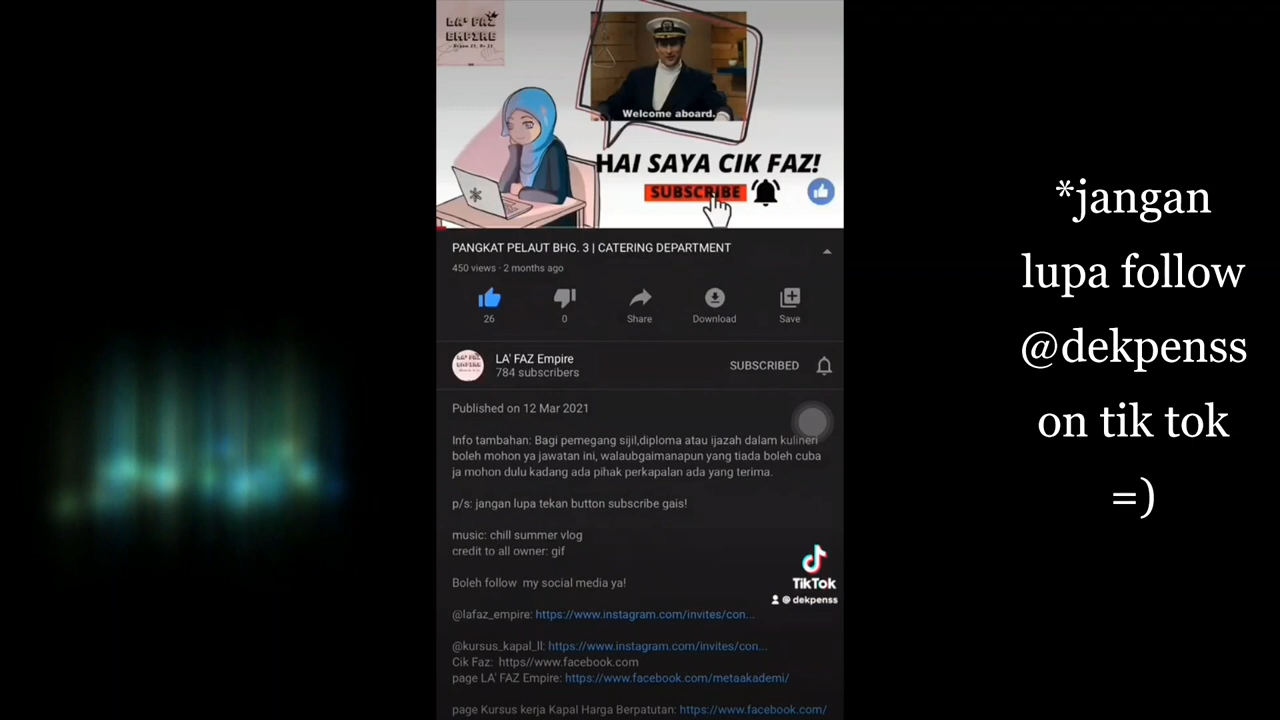 LA' FAZ
EMPIRE
Welcome aboard.
HAI SAYA CIK FAZ!
SUBSCRIBE
PANGKAT PELAUT BHG. 3 | CATERING DEPARTMENT
450 views · 2 months ago
26
0
Share
Download
Save
LA' FAZ Empire
784 subscribers
SUBSCRIBED
Published on 12 Mar 2021
Info tambahan: Bagi pemegang sijil,diploma atau ijazah dalam kulineri
boleh mohon ya jawatan ini, walaubgaimanapun yang tiada boleh cuba
ja mohon dulu kadang ada pihak perkapalan ada yang terima.
p/s: jangan lupa tekan button subscribe gais!
music: chill summer vlog
credit to all owner: gif
Boleh follow my social media ya!
@lafaz_empire: https://www.instagram.com/invites/con...
@kursus_kapal_ll: https://www.instagram.com/invites/con...
Cik Faz: https//www.facebook.com
page LA' FAZ Empire: https://www.facebook.com/metaakademi/
page Kursus kerja Kapal Harga Berpatutan: https://www.facebook.com/
TikTok
@dekpenss
*jangan
lupa follow
@dekpenss
on tik tok
=)